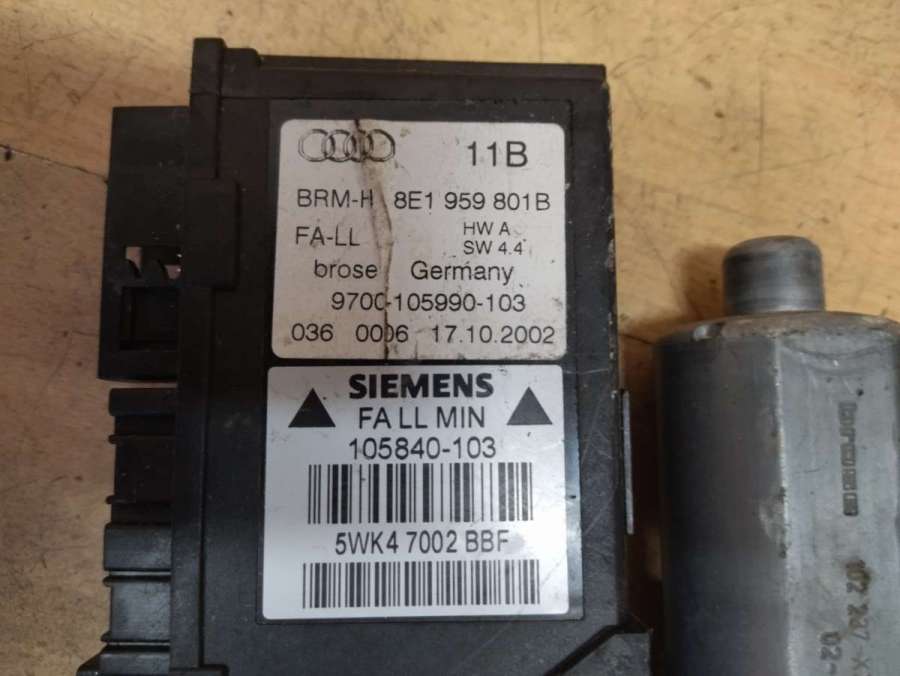 11B
BRM-H 8E1 959 801B
FA-LL
HW A
SW 4.4
brose Germany
9700-105990-103
036 0006 17.10.2002
SIEMENS
FA LL MIN
105840-103
5WK4 7002 BBF
brose